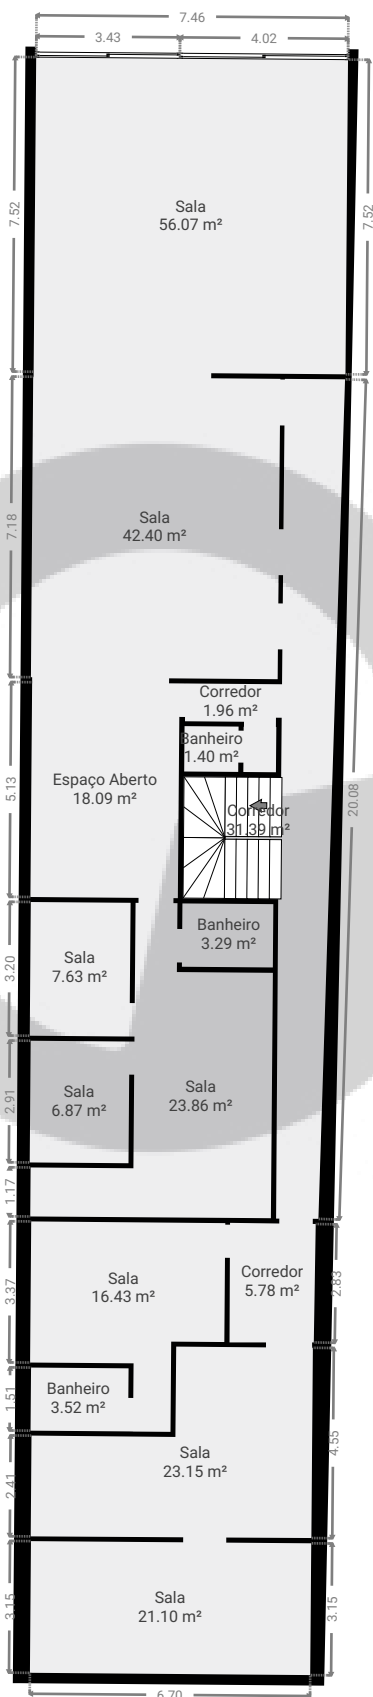 7.46
3.43
4.02
7.52
7.52
Sala
56.07 m²
7.18
Sala
42.40 m²
Corredor
1.96 m²
Banheiro
1.40 m²
5.13
Espaço Aberto
18.09 m²
Corredor
31.39 m²
20.08
Banheiro
3.29 m²
3.20
Sala
7.63 m²
2.91
Sala
6.87 m²
Sala
23.86 m²
1.17
3.37
Sala
16.43 m²
Corredor
5.78 m²
2.83
1.51
Banheiro
3.52 m²
4.55
Sala
23.15 m²
2.41
3.15
Sala
21.10 m²
3.15
6.70